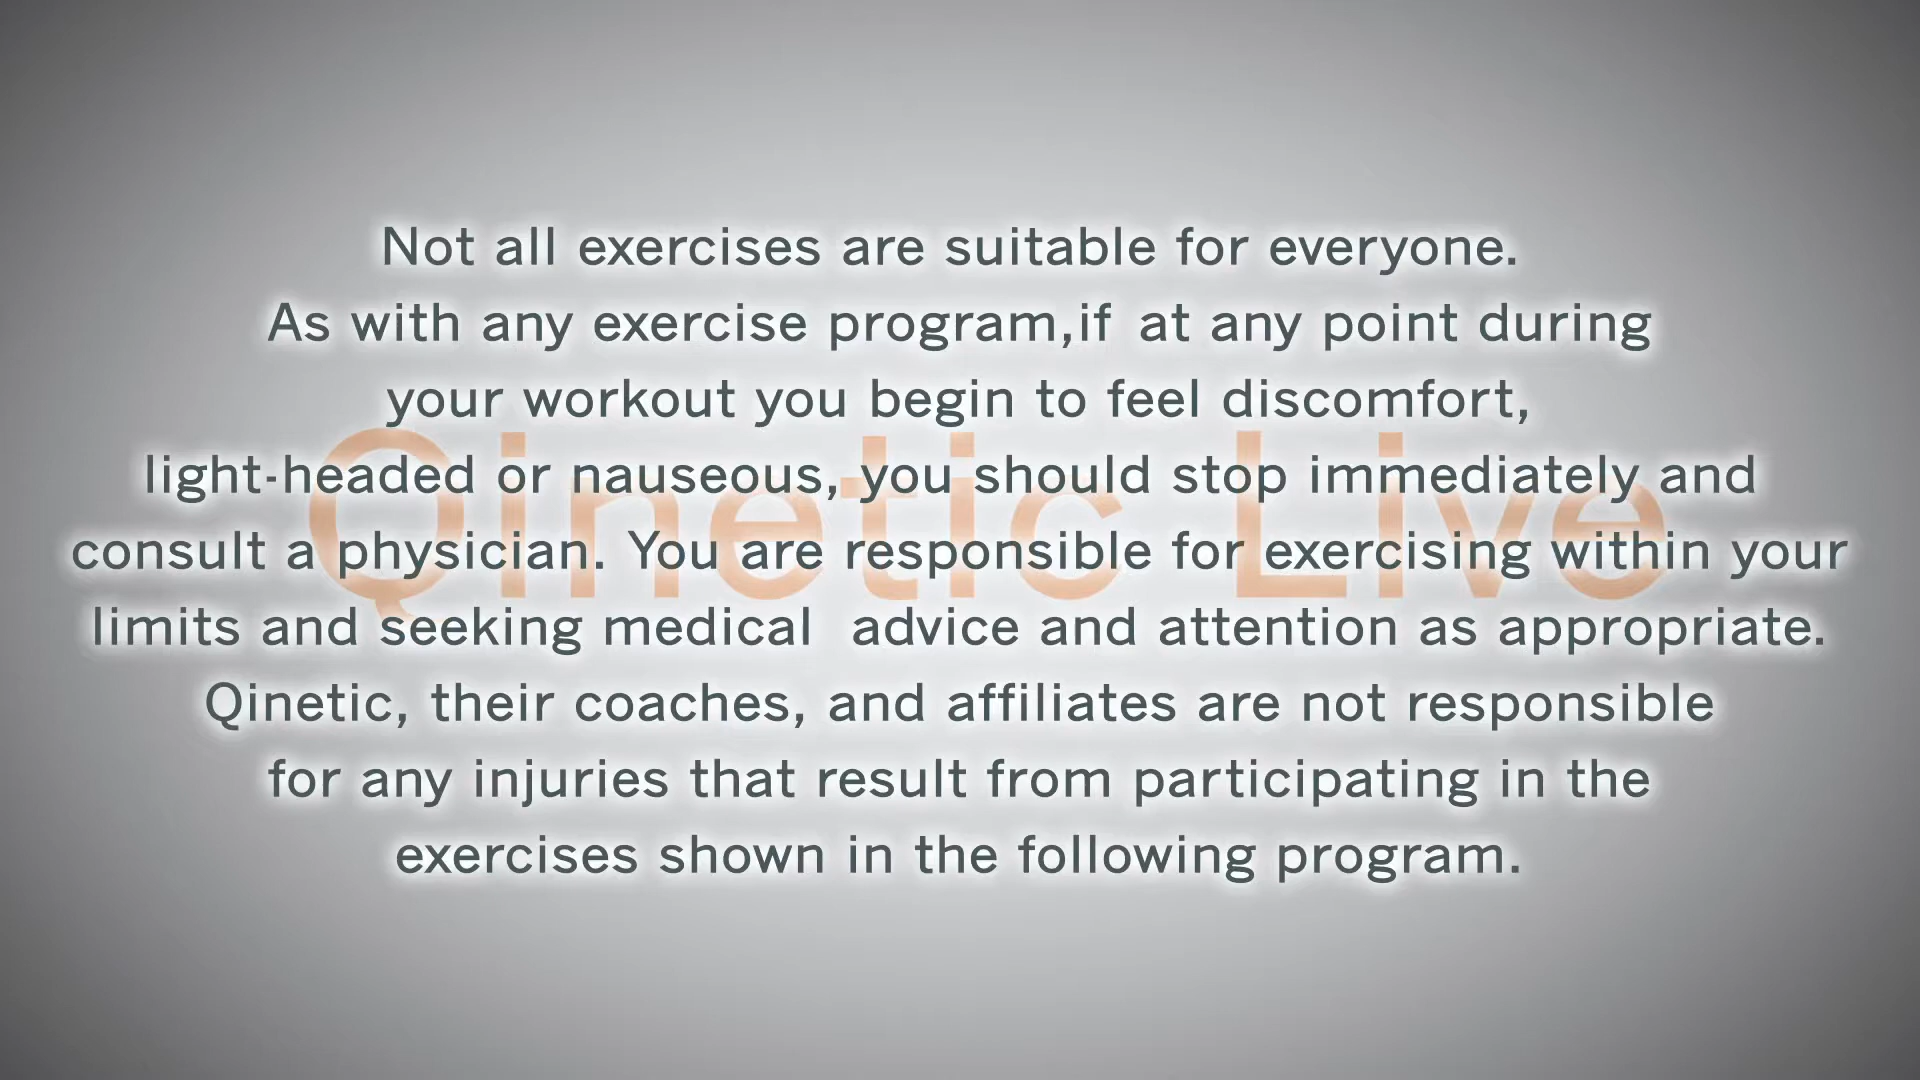 Not all exercises are suitable for everyone.
As with any exercise program,if at any point during
your workout you begin to feel discomfort,
light-headed or nauseous, you should stop immediately and
consult a physician. You are responsible for exercising within your
limits and seeking medical  advice and attention as appropriate.
Qinetic, their coaches, and affiliates are not responsible
for any injuries that result from participating in the
exercises shown in the following program.
Qinetic Live